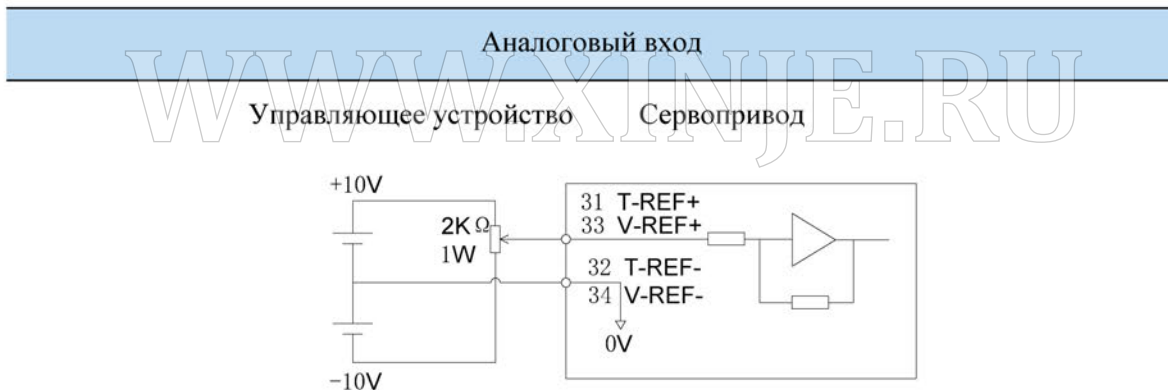 Аналоговый вход
WWW.XINJE.RU
Управляющее устройство Сервопривод
+10V
31 T-REF+
2K Ω 33 V-REF+
1W
32 T-REF-
34 V-REF-
0V
-10V